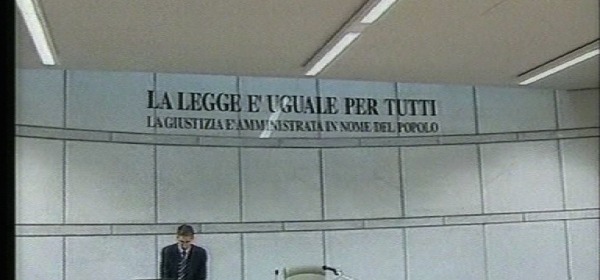 LA LEGGE E' UGUALE PER TUTTI
LA GIUSTIZIA E' AMMINISTRATA IN NOME DEL POPOLO